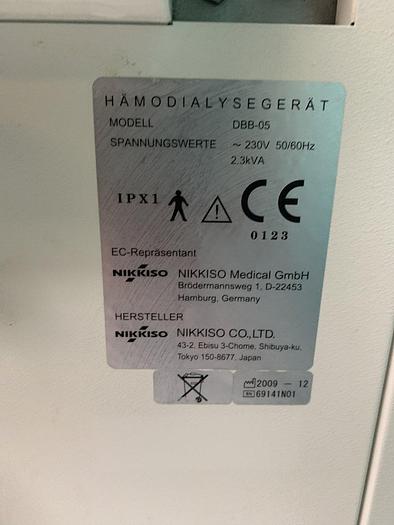 HÄMODIALYSEGERÄT
MODELL DBB-05
SPANNUNGSWERTE ~ 230V 50/60Hz
2.3kVA
IPX1 CE
0123
EC-Repräsentant
NIKKISO NIKKISO Medical GmbH
Brödermannsweg 1, D-22453
Hamburg, Germany
HERSTELLER
NIKKISO NIKKISO CO.,LTD.
43-2, Ebisu 3-Chome, Shibuya-ku,
Tokyo 150-8677, Japan
2009 - 12
SN 69141N01